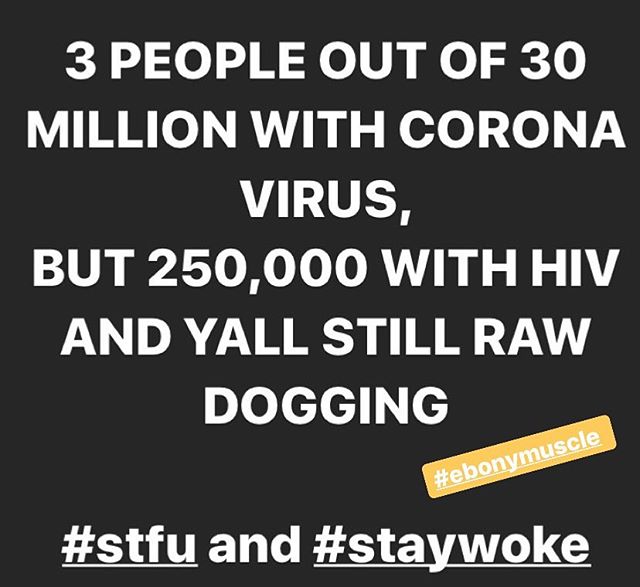 3 PEOPLE OUT OF 30
MILLION WITH CORONA
VIRUS,
BUT 250,000 WITH HIV
AND YALL STILL RAW
DOGGING
#ebonymuscle
#stfu and #staywoke